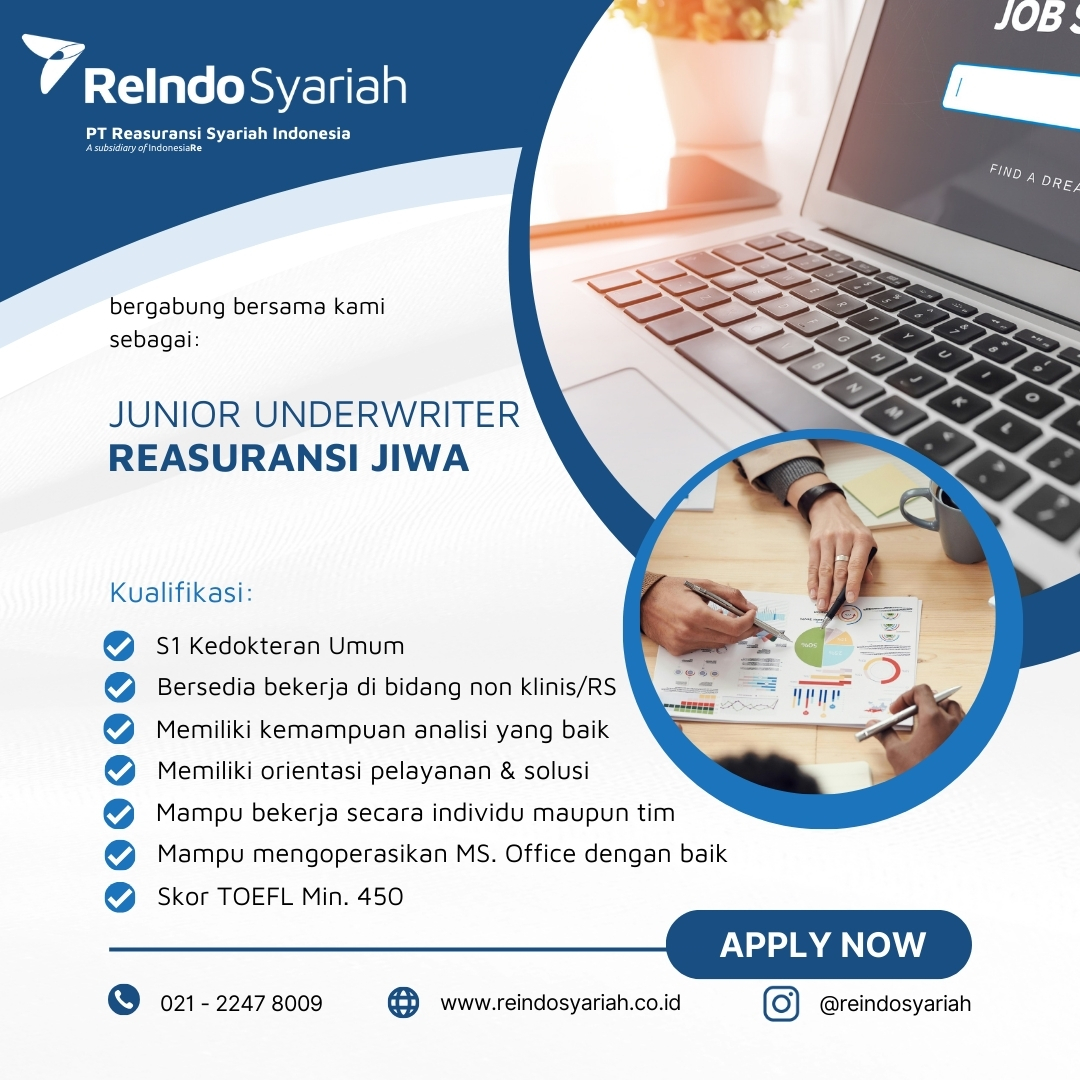 ReIndo Syariah
PT Reasuransi Syariah Indonesia
A subsidiary of IndonesiaRe
JOB S
FIND A DREA
bergabung bersama kami
sebagai:
JUNIOR UNDERWRITER
REASURANSI JIWA
Kualifikasi:
S1 Kedokteran Umum
Bersedia bekerja di bidang non klinis/RS
Memiliki kemampuan analisi yang baik
Memiliki orientasi pelayanan & solusi
Mampu bekerja secara individu maupun tim
Mampu mengoperasikan MS. Office dengan baik
Skor TOEFL Min. 450
APPLY NOW
021 - 2247 8009
www.reindosyariah.co.id
@reindosyariah